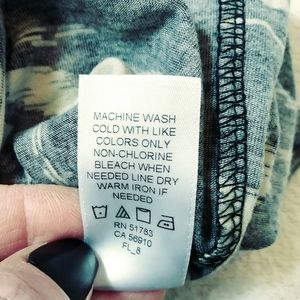 MACHINE WASH
COLD WITH LIKE
COLORS ONLY
NON-CHLORINE
BLEACH WHEN
NEEDED LINE DRY
WARM IRON IF
NEEDED
RN 51783
CA 56910
FL_8